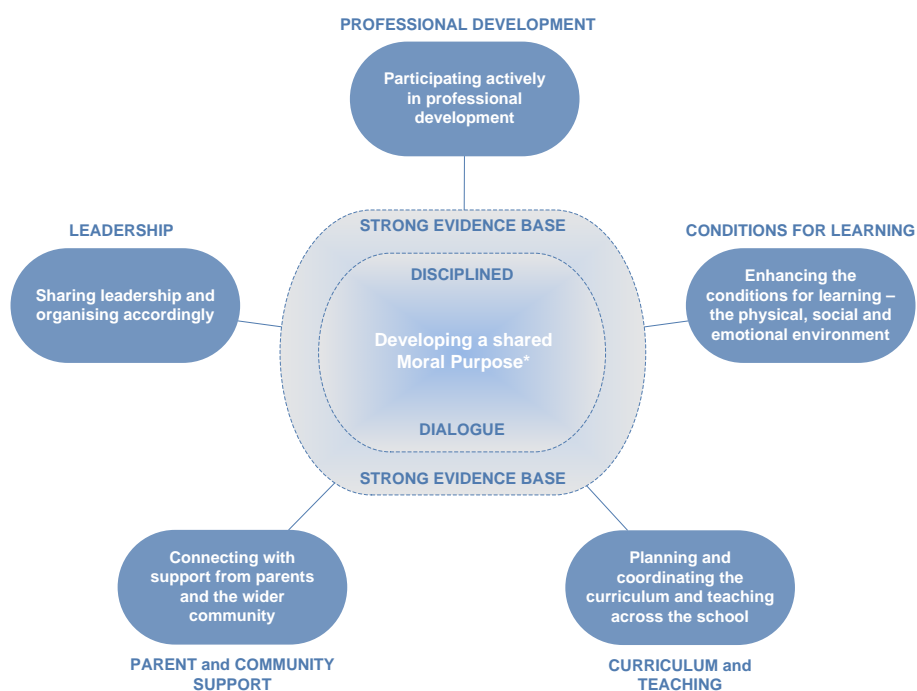 PROFESSIONAL DEVELOPMENT
Participating actively
in professional
development
STRONG EVIDENCE BASE
LEADERSHIP
CONDITIONS FOR LEARNING
Sharing leadership and
organising accordingly
DISCIPLINED
Enhancing the
conditions for learning –
the physical, social and
emotional environment
Developing a shared
Moral Purpose*
DIALOGUE
STRONG EVIDENCE BASE
Connecting with
support from parents
and the wider
community
Planning and
coordinating the
curriculum and teaching
across the school
PARENT and COMMUNITY
SUPPORT
CURRICULUM and
TEACHING